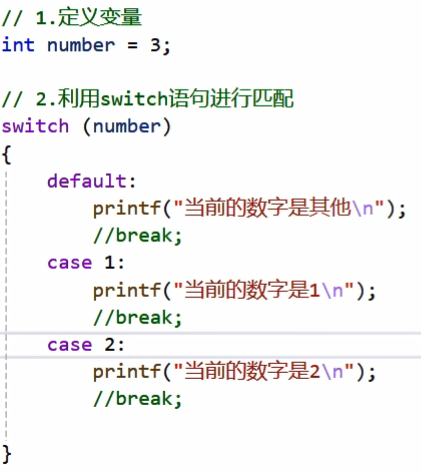 // 1.定义变量
int number = 3;
// 2.利用switch语句进行匹配
switch (number)
{
default:
printf("当前的数字是其他\n");
//break;
case 1:
printf("当前的数字是1\n");
//break;
case 2:
printf("当前的数字是2\n");
//break;
}